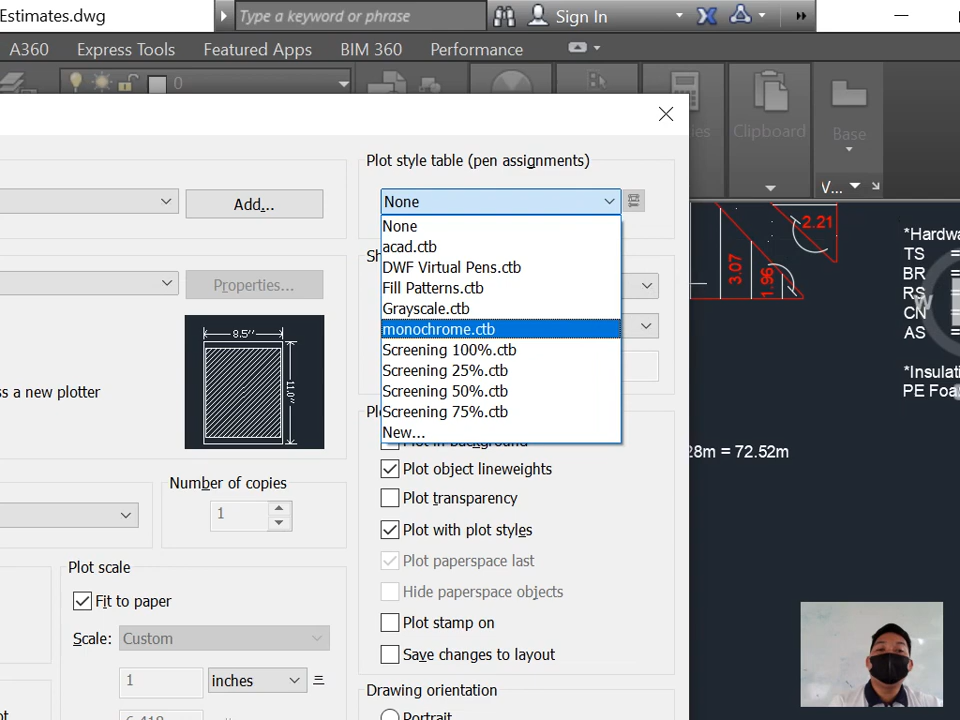 Estimates.dwg
Type a keyword or phrase
Sign In
A360
Express Tools
Featured Apps
BIM 360
Performance
0
Clipboard
Base
V...
Plot style table (pen assignments)
None
Add...
None
acad.ctb
DWF Virtual Pens.ctb
Fill Patterns.ctb
Grayscale.ctb
monochrome.ctb
Screening 100%.ctb
Screening 25%.ctb
Screening 50%.ctb
Screening 75%.ctb
New...
Properties...
8.5"
11.0"
ss a new plotter
Number of copies
1
Plot scale
Fit to paper
Scale:
Custom
1
inches
Plot object lineweights
Plot transparency
Plot with plot styles
Plot paperspace last
Hide paperspace objects
Plot stamp on
Save changes to layout
Drawing orientation
Portrait
2.21
3.07
1.96
*Hardwa
TS =
BR =
RS =
CN =
AS =
W
*Insulati
PE Foa
28m = 72.52m